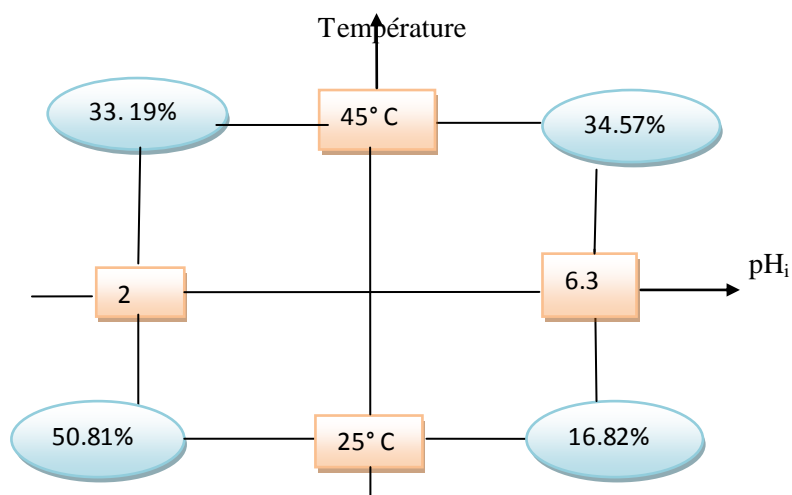 Température
33. 19%
45° C
34.57%
2
6.3
pHi
50.81%
25° C
16.82%